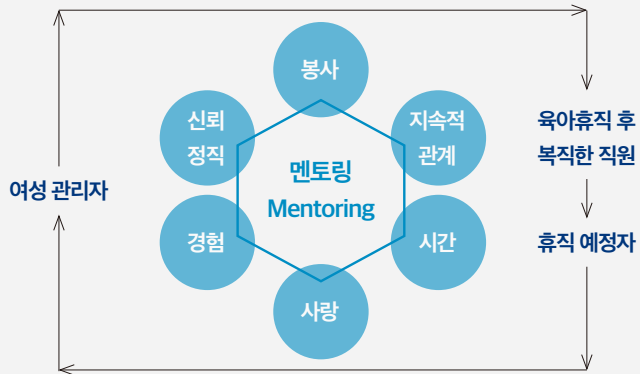 봉사
신뢰
정직
지속적
관계
육아휴직 후
복직한 직원
멘토링
Mentoring
여성 관리자
경험
시간
휴직 예정자
사랑